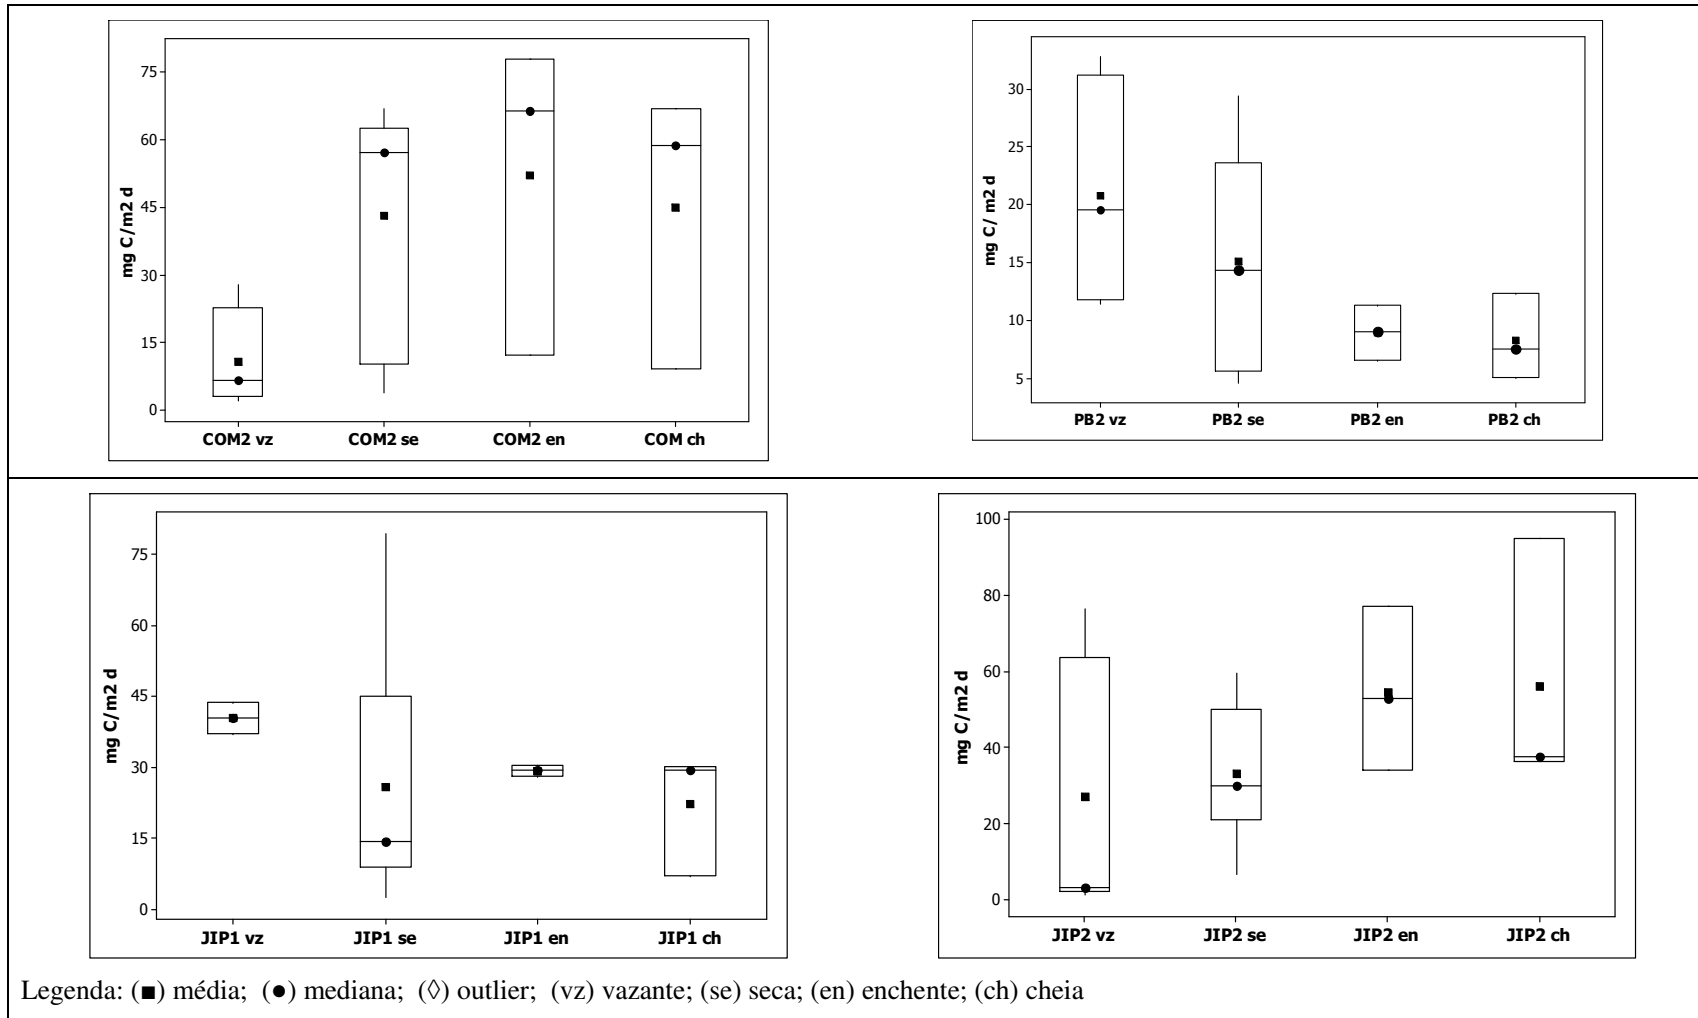 mg C/m2 d
75
60
45
30
15
0
COM2 vz COM2 se COM2 en COM ch
mg C/ m2 d
30
25
20
15
10
5
PB2 vz PB2 se PB2 en PB2 ch
mg C/m2 d
75
60
45
30
15
0
JIP1 vz JIP1 se JIP1 en JIP1 ch
mg C/m2 d
100
80
60
40
20
0
JIP2 vz JIP2 se JIP2 en JIP2 ch
Legenda: (■) média; (●) mediana; (◊) outlier; (vz) vazante; (se) seca; (en) enchente; (ch) cheia